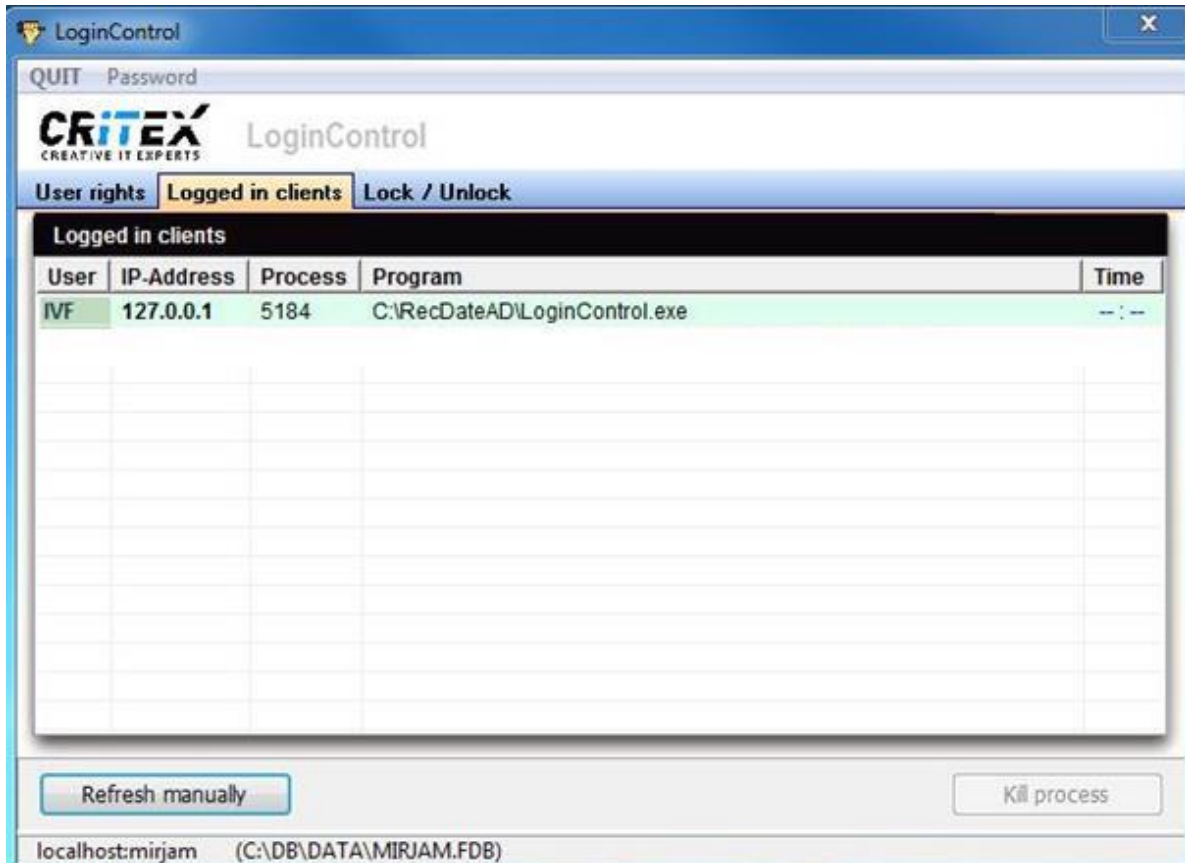 LoginControl
QUIT Password
CRiTEX LoginControl
CREATIVE IT EXPERTS
User rights Logged in clients Lock / Unlock
Logged in clients
User IP-Address Process Program Time
IVF 127.0.0.1 5184 C:\RecDateAD\LoginControl.exe -- : --
Refresh manually Kill process
localhost:mirjam (C:\DB\DATA\MIRJAM.FDB)